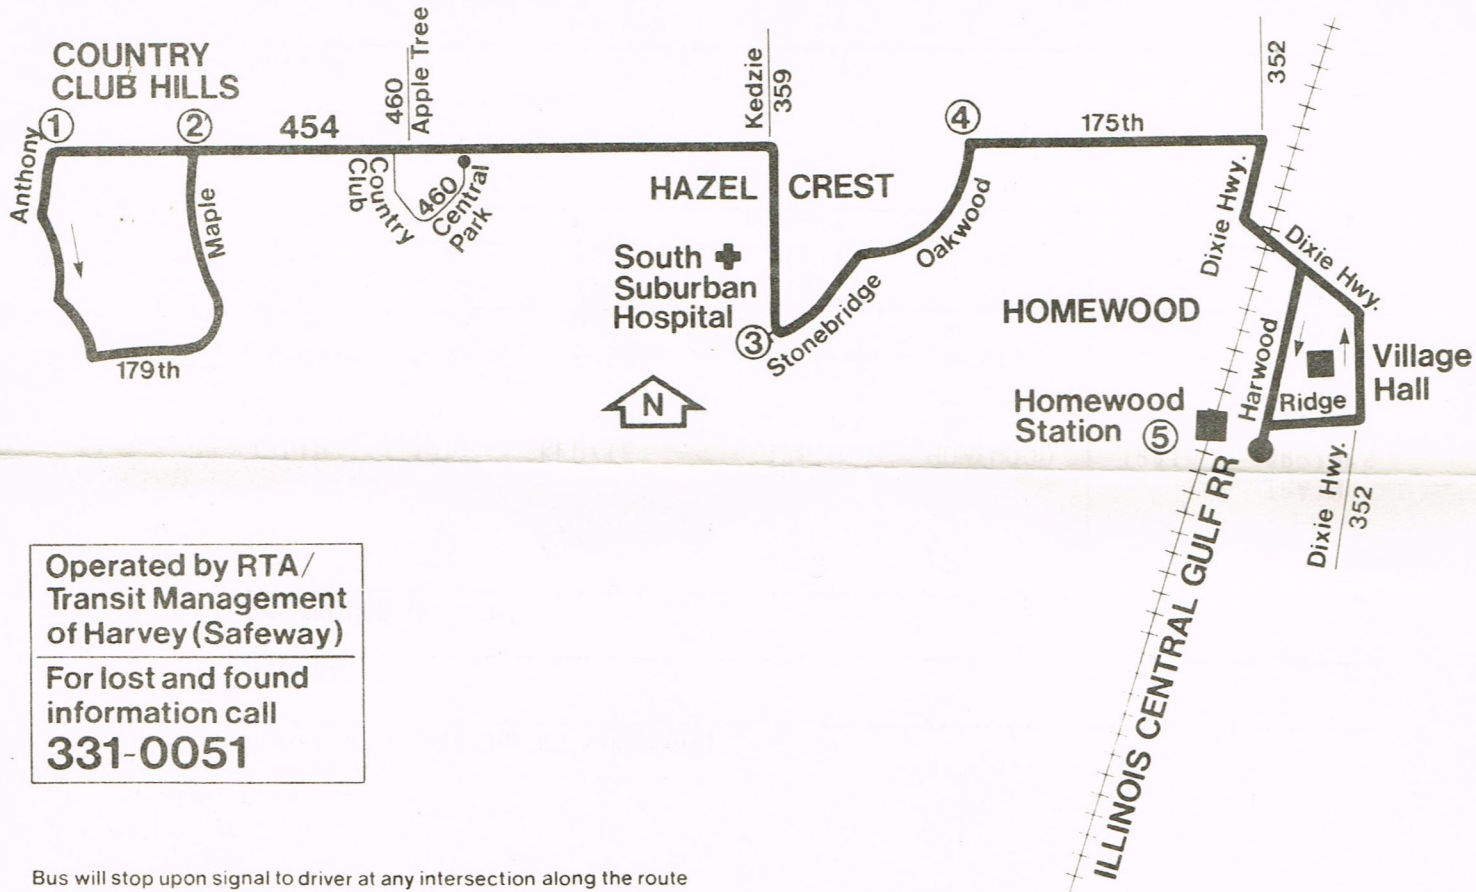 COUNTRY
CLUB HILLS
①
②
454
460
Apple Tree
Kedzie
359
④
175th
352
Anthony
Maple
179th
Country
Club
460
Central
Park
HAZEL CREST
South
Suburban
Hospital
③
Stonebridge
Oakwood
N
HOMEWOOD
Dixie Hwy.
Dixie Hwy.
Harwood
Ridge
Village
Hall
Homewood
Station ⑤
Dixie Hwy.
352
ILLINOIS CENTRAL GULF RR
Operated by RTA/
Transit Management
of Harvey (Safeway)
For lost and found
information call
331-0051
Bus will stop upon signal to driver at any intersection along the route